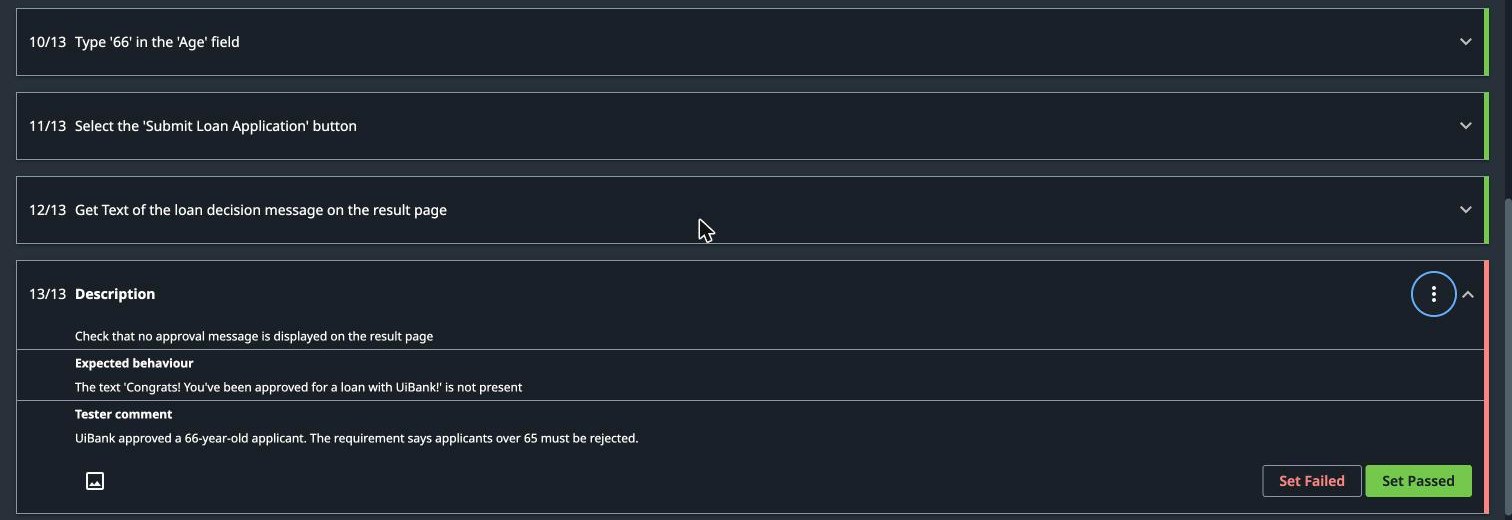 10/13 Type '66' in the 'Age' field
11/13 Select the 'Submit Loan Application' button
12/13 Get Text of the loan decision message on the result page
13/13 Description
Check that no approval message is displayed on the result page
Expected behaviour
The text 'Congrats! You've been approved for a loan with UiBank!' is not present
Tester comment
UiBank approved a 66-year-old applicant. The requirement says applicants over 65 must be rejected.
Set Failed Set Passed